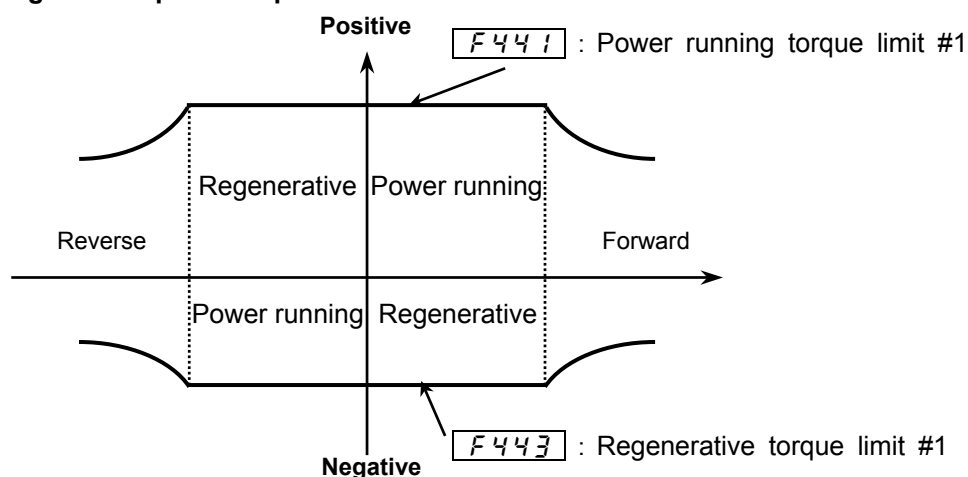 Positive
F441 : Power running torque limit #1
Regenerative Power running
Reverse Forward
Power running Regenerative
F443 : Regenerative torque limit #1
Negative